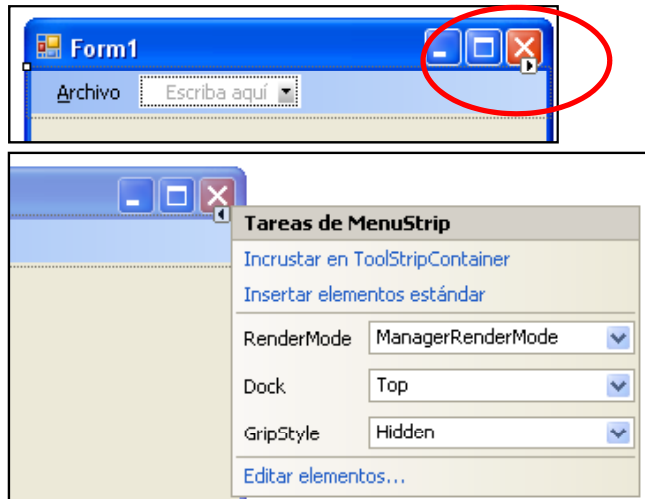 Form1
Archivo Escriba aquí
Tareas de MenuStrip
Incrustar en ToolStripContainer
Insertar elementos estándar
RenderMode ManagerRenderMode
Dock Top
GripStyle Hidden
Editar elementos...